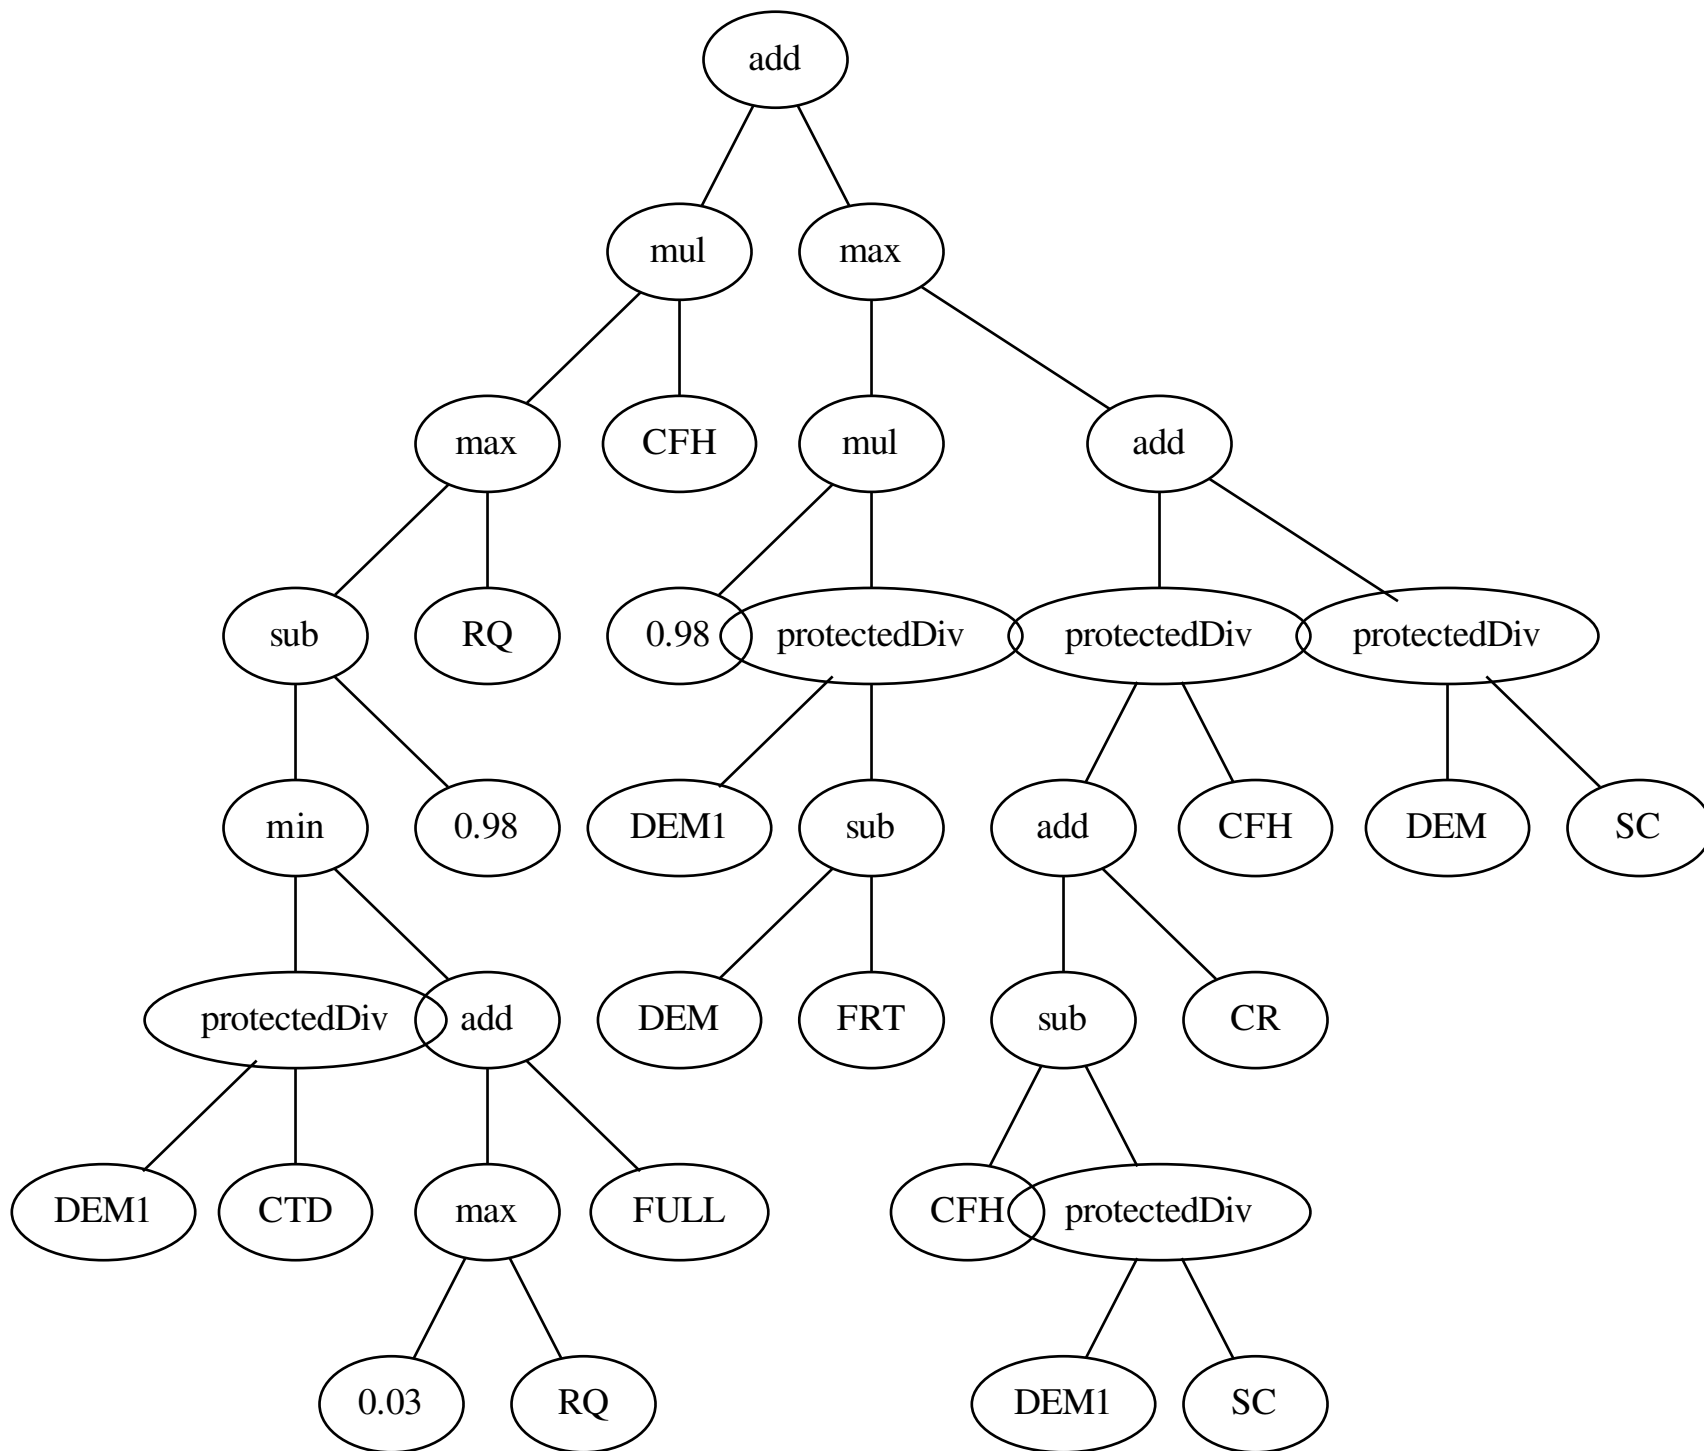 add
mul max
max CFH mul add
sub RQ 0.98 protectedDiv protectedDiv protectedDiv
min 0.98 DEM1 sub add CFH DEM SC
protectedDiv add DEM FRT sub CR
DEM1 CTD max FULL CFH protectedDiv
0.03 RQ DEM1 SC